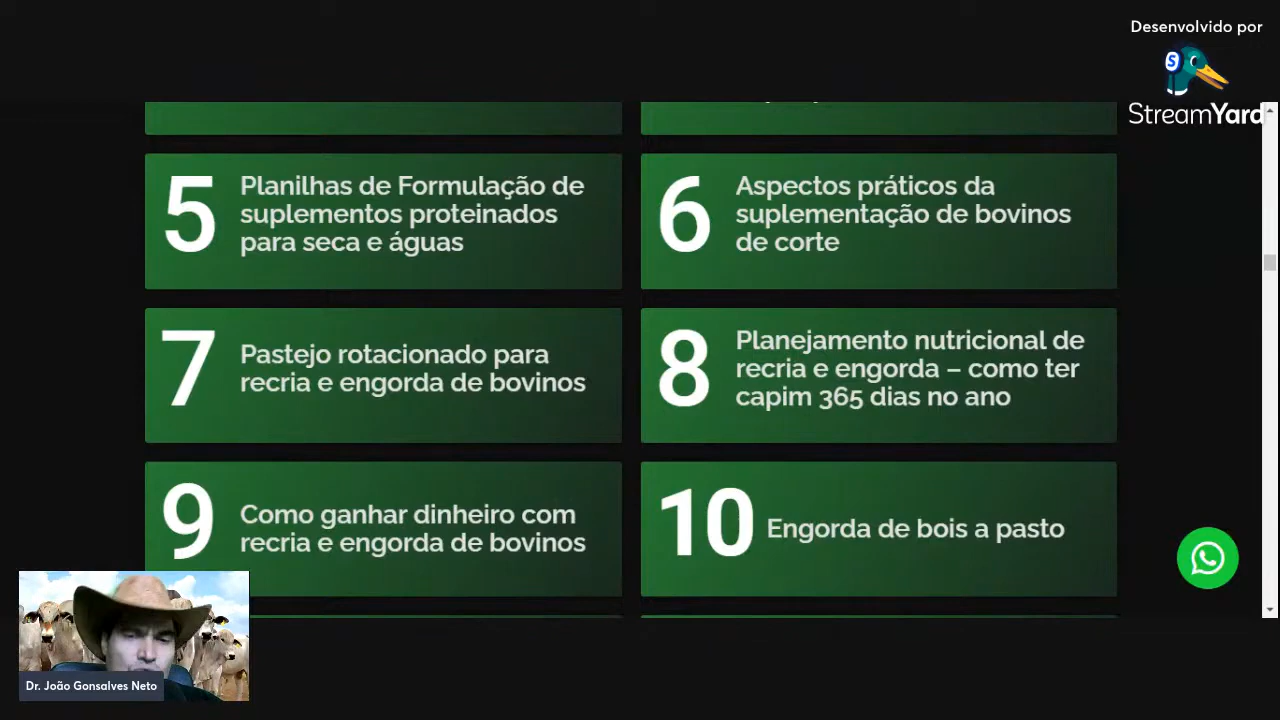 Desenvolvido por
StreamYard
5
Planilhas de Formulação de
suplementos proteinados
para seca e águas
6
Aspectos práticos da
suplementação de bovinos
de corte
7
Pastejo rotacionado para
recria e engorda de bovinos
8
Planejamento nutricional de
recria e engorda – como ter
capim 365 dias no ano
9
Como ganhar dinheiro com
recria e engorda de bovinos
10
Engorda de bois a pasto
Dr. João Gonsalves Neto